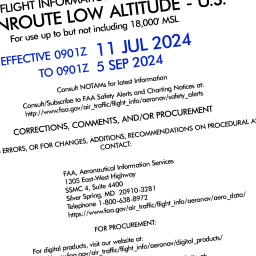 FLIGHT INFORMATION
ENROUTE LOW ALTITUDE - U.S.
For use up to but not including 18,000' MSL
EFFECTIVE 0901Z 11 JUL 2024
TO 0901Z 5 SEP 2024
Consult NOTAMs for latest information
Consult/Subscribe to FAA Safety Alerts and Charting Notices at:
http://www.faa.gov/air_traffic/flight_info/aeronav/safety_alerts
CORRECTIONS, COMMENTS, AND/OR PROCUREMENT
ERRORS, OR FOR CHANGES, ADDITIONS, RECOMMENDATIONS ON PROCEDURAL
CONTACT:
FAA, Aeronautical Information Services
1305 East-West Highway
SSMC 4, Suite 4400
Silver Spring, MD 20910-3281
Telephone 1-800-638-8972
https://www.faa.gov/air_traffic/flight_info/aeronav/aero_data/
FOR PROCUREMENT:
For digital products, visit our website at:
/www.faa.gov/air_traffic/flight_info/aeronav/digital_products/